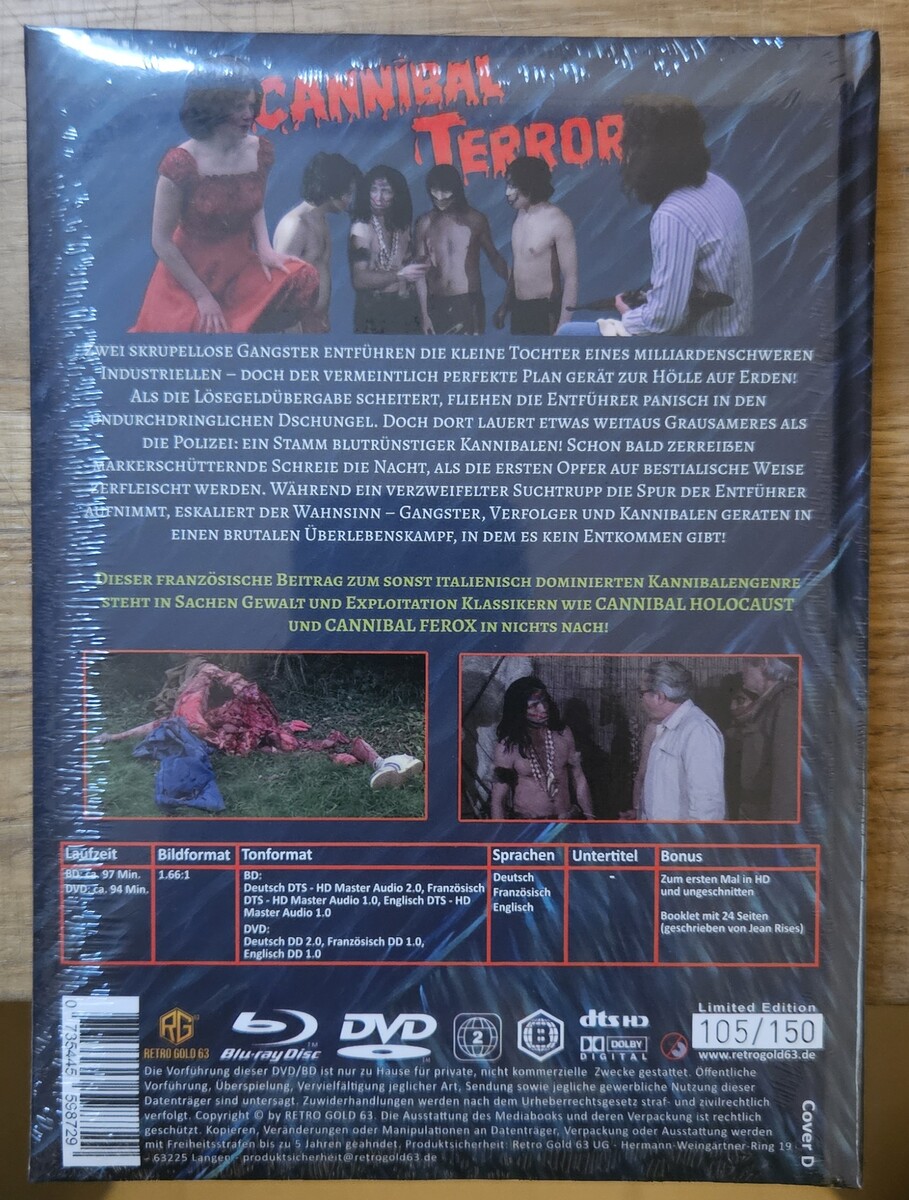 CANNIBAL
TERROR
ZWEI SKRUPELLOSE GANGSTER ENTFÜHREN DIE KLEINE TOCHTER EINES MILLIARDENSCHWEREN
INDUSTRIELLEN – DOCH DER VERMEINTLICH PERFEKTE PLAN GERÄT ZUR HÖLLE AUF ERDEN!
ALS DIE LÖSEGELDÜBERGABE SCHEITERT, FLIEHEN DIE ENTFÜHRER PANISCH IN DEN
UNDURCHDRINGLICHEN DSCHUNGEL. DOCH DORT LAUERT ETWAS WEITAUS GRAUSAMERES ALS
DIE POLIZEI: EIN STAMM BLUTRÜNSTIGER KANNIBALEN! SCHON BALD ZERREIßEN
MARKERSCHÜTTERNDE SCHREIE DIE NACHT, ALS DIE ERSTEN OPFER AUF BESTIALISCHE WEISE
ZERFLEISCHT WERDEN. WÄHREND EIN VERZWEIFELTER SUCHTRUPP DIE SPUR DER ENTFÜHRER
AUFNIMMT, ESKALIERT DER WAHNSINN – GANGSTER, VERFOLGER UND KANNIBALEN GERATEN IN
EINEN BRUTALEN ÜBERLEBENSKAMPF, IN DEM ES KEIN ENTKOMMEN GIBT!
DIESER FRANZÖSISCHE BEITRAG ZUM SONST ITALIENISCH DOMINIERTEN KANNIBALENGENRE
STEHT IN SACHEN GEWALT UND EXPLOITATION KLASSIKERN WIE CANNIBAL HOLOCAUST
UND CANNIBAL FEROX IN NICHTS NACH!
Laufzeit
BD: ca. 97 Min.
DVD: ca. 94 Min.
Bildformat
1.66:1
Tonformat
BD:
Deutsch DTS - HD Master Audio 2.0, Französisch
DTS - HD Master Audio 1.0, Englisch DTS - HD
Master Audio 1.0
DVD:
Deutsch DD 2.0, Französisch DD 1.0,
Englisch DD 1.0
Sprachen
Deutsch
Französisch
Englisch
Untertitel
-
Bonus
Zum ersten Mal in HD
und ungeschnitten
Booklet mit 24 Seiten
(geschrieben von Jean Rises)
0 735445 598729
RG 63
RETRO GOLD 63
Blu-ray Disc™
DVD™
2
B
dts HD
DOLBY
DIGITAL
Limited Edition
105/150
www.retrogold63.de
Die Vorführung dieser DVD/BD ist nur zu Hause für private, nicht kommerzielle Zwecke gestattet. Öffentliche
Vorführung, Überspielung, Vervielfältigung jeglicher Art, Sendung sowie jegliche gewerbliche Nutzung dieser
Datenträger sind untersagt. Zuwiderhandlungen werden nach dem Urheberrechtsgesetz straf- und zivilrechtlich
verfolgt. Copyright © by RETRO GOLD 63. Die Ausstattung des Mediabooks und deren Verpackung ist rechtlich
geschützt. Kopieren, Veränderungen oder Manipulationen an Datenträger, Verpackung oder Ausstattung werden
mit Freiheitsstrafen bis zu 5 Jahren geahndet. Produktsicherheit: Retro Gold 63 UG - Hermann-Weingartner-Ring 19
- 63225 Langen - produktsicherheit@retrogold63.de
Cover D